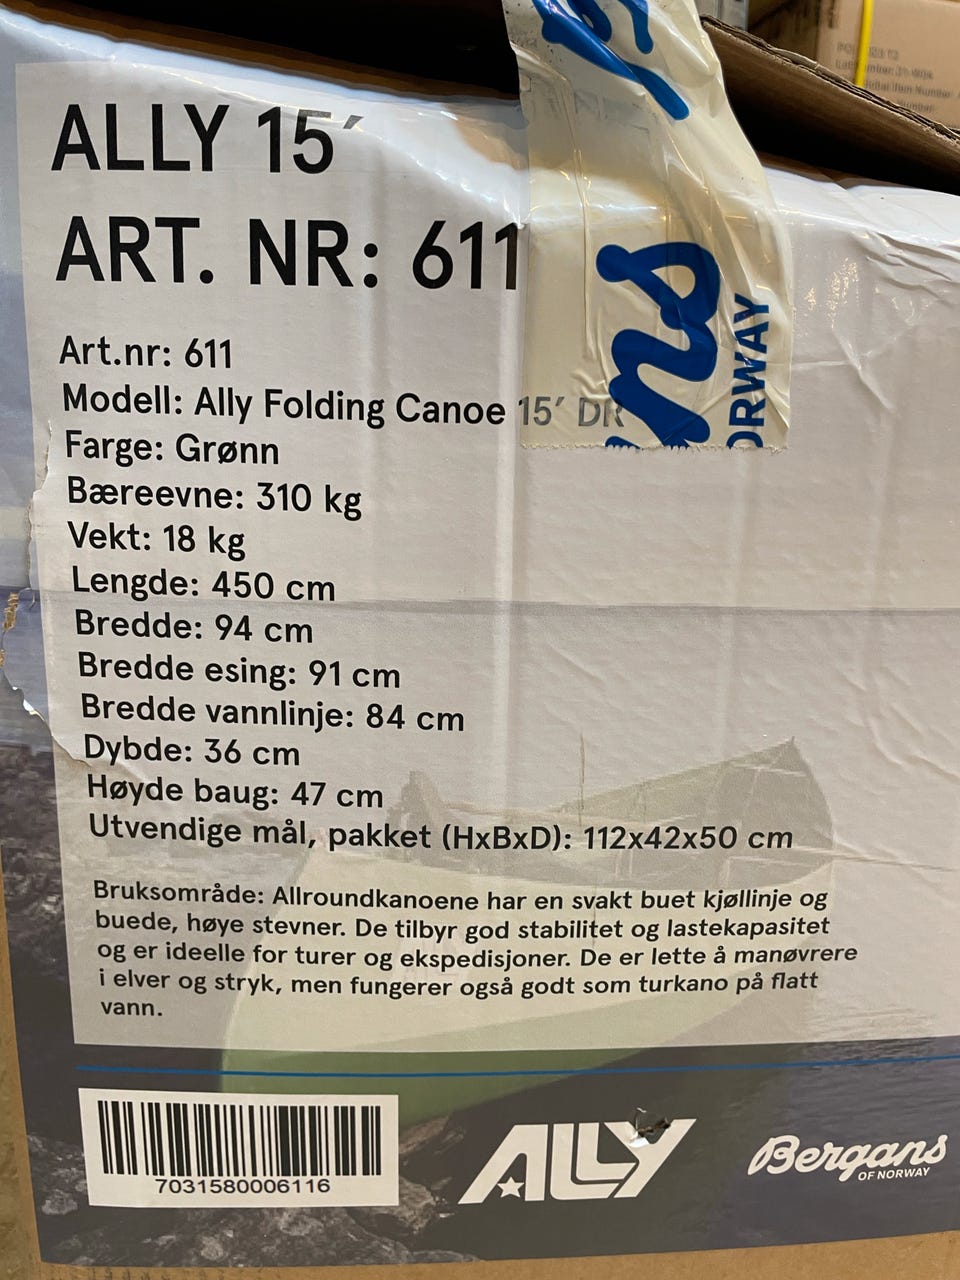 ALLY 15´
ART. NR: 611
Art.nr: 611
Modell: Ally Folding Canoe 15´ DR
Farge: Grønn
Bæreevne: 310 kg
Vekt: 18 kg
Lengde: 450 cm
Bredde: 94 cm
Bredde esing: 91 cm
Bredde vannlinje: 84 cm
Dybde: 36 cm
Høyde baug: 47 cm
Utvendige mål, pakket (HxBxD): 112x42x50 cm
Bruksområde: Allroundkanoene har en svakt buet kjøllinje og
buede, høye stevner. De tilbyr god stabilitet og lastekapasitet
og er ideelle for turer og ekspedisjoner. De er lette å manøvrere
i elver og stryk, men fungerer også godt som turkano på flatt
vann.
7031580006116
ALLY
Bergans
OF NORWAY
ns
ORWAY